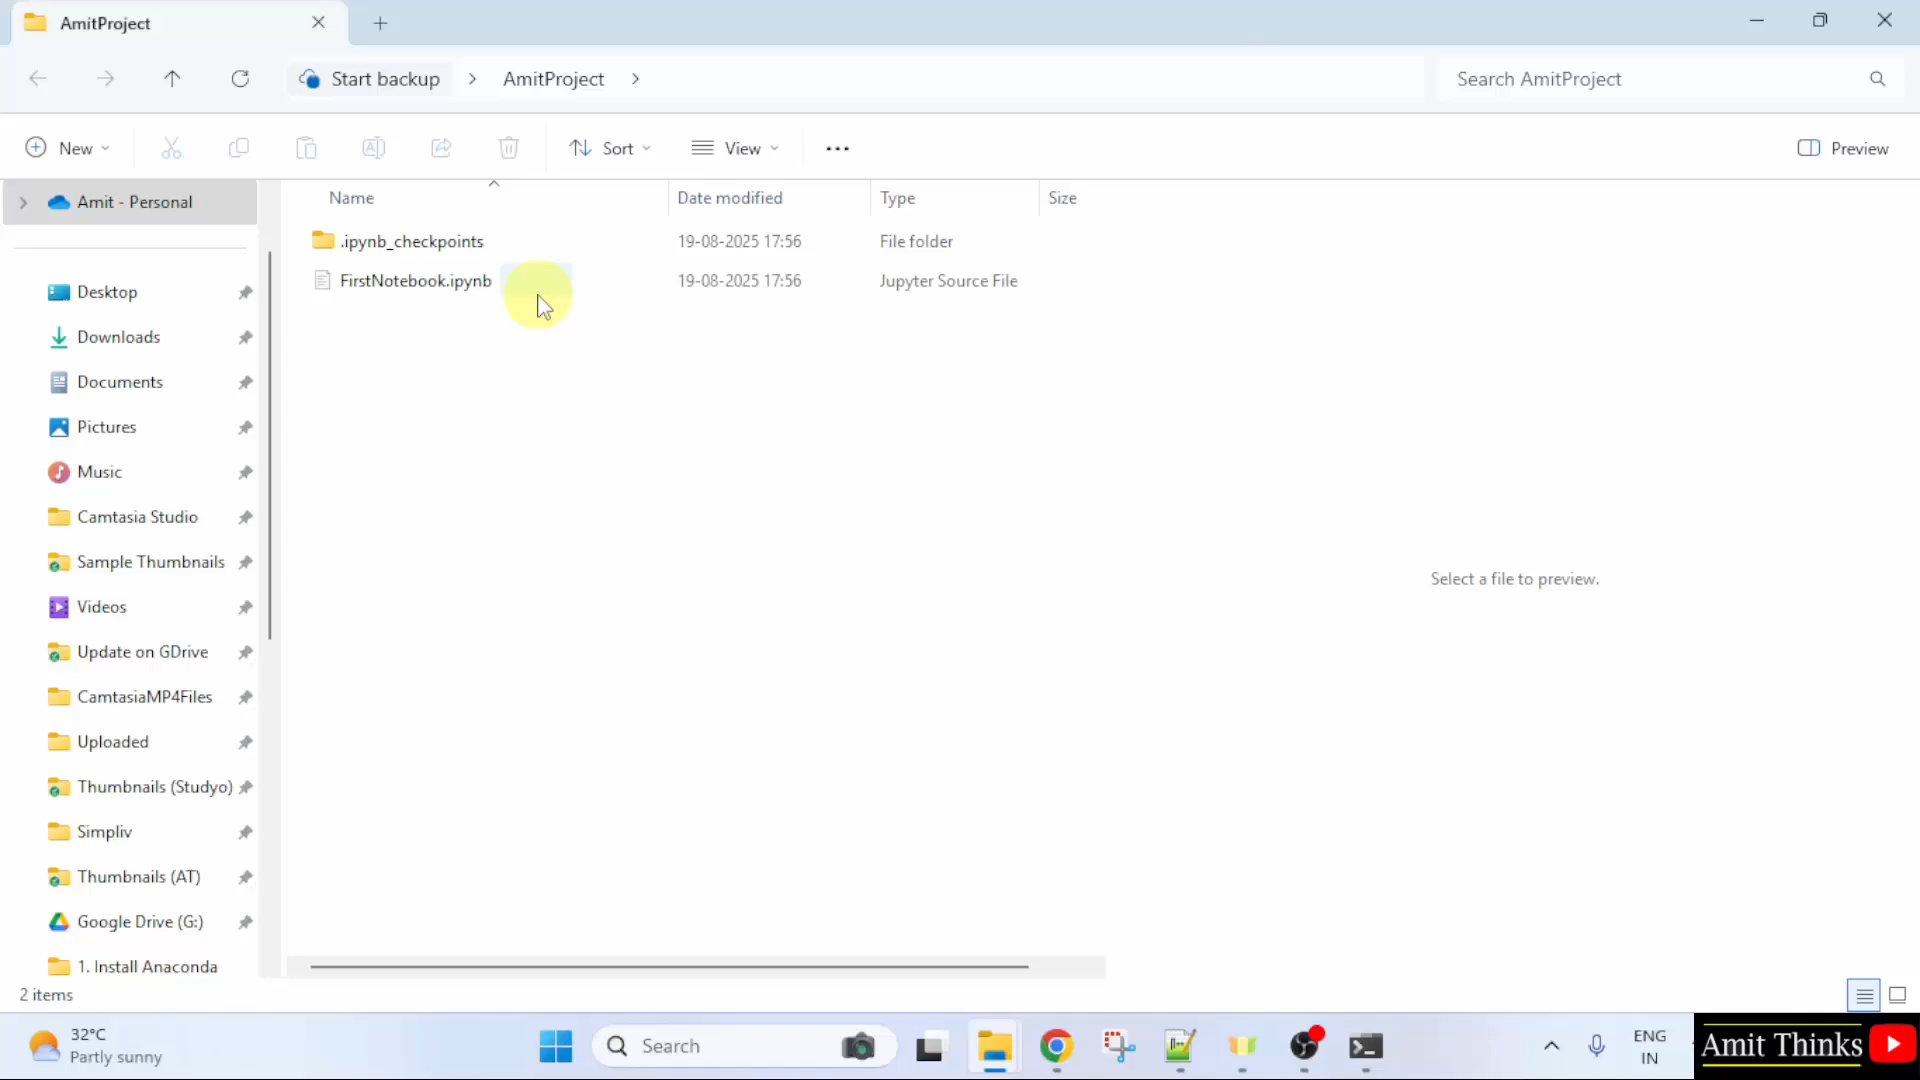 AmitProject
Start backup
AmitProject
Search AmitProject
New
Sort
View
Preview
Amit - Personal
Desktop
Downloads
Documents
Pictures
Music
Camtasia Studio
Sample Thumbnails
Videos
Update on GDrive
CamtasiaMP4Files
Uploaded
Thumbnails (Studyo)
Simpliv
Thumbnails (AT)
Google Drive (G:)
1. Install Anaconda
Name Date modified Type Size
.ipynb_checkpoints 19-08-2025 17:56 File folder
FirstNotebook.ipynb 19-08-2025 17:56 Jupyter Source File
Select a file to preview.
2 items
32°C
Partly sunny
Search
ENG
IN
Amit Thinks